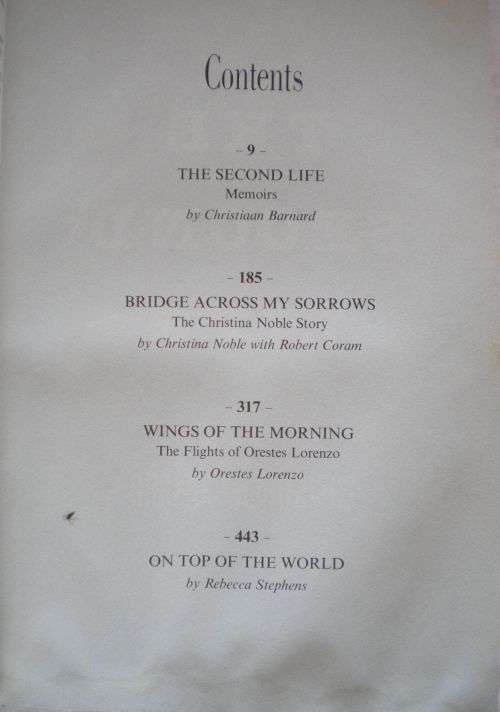 Contents
– 9 –
THE SECOND LIFE
Memoirs
by Christiaan Barnard
– 185 –
BRIDGE ACROSS MY SORROWS
The Christina Noble Story
by Christina Noble with Robert Coram
– 317 –
WINGS OF THE MORNING
The Flights of Orestes Lorenzo
by Orestes Lorenzo
– 443 –
ON TOP OF THE WORLD
by Rebecca Stephens